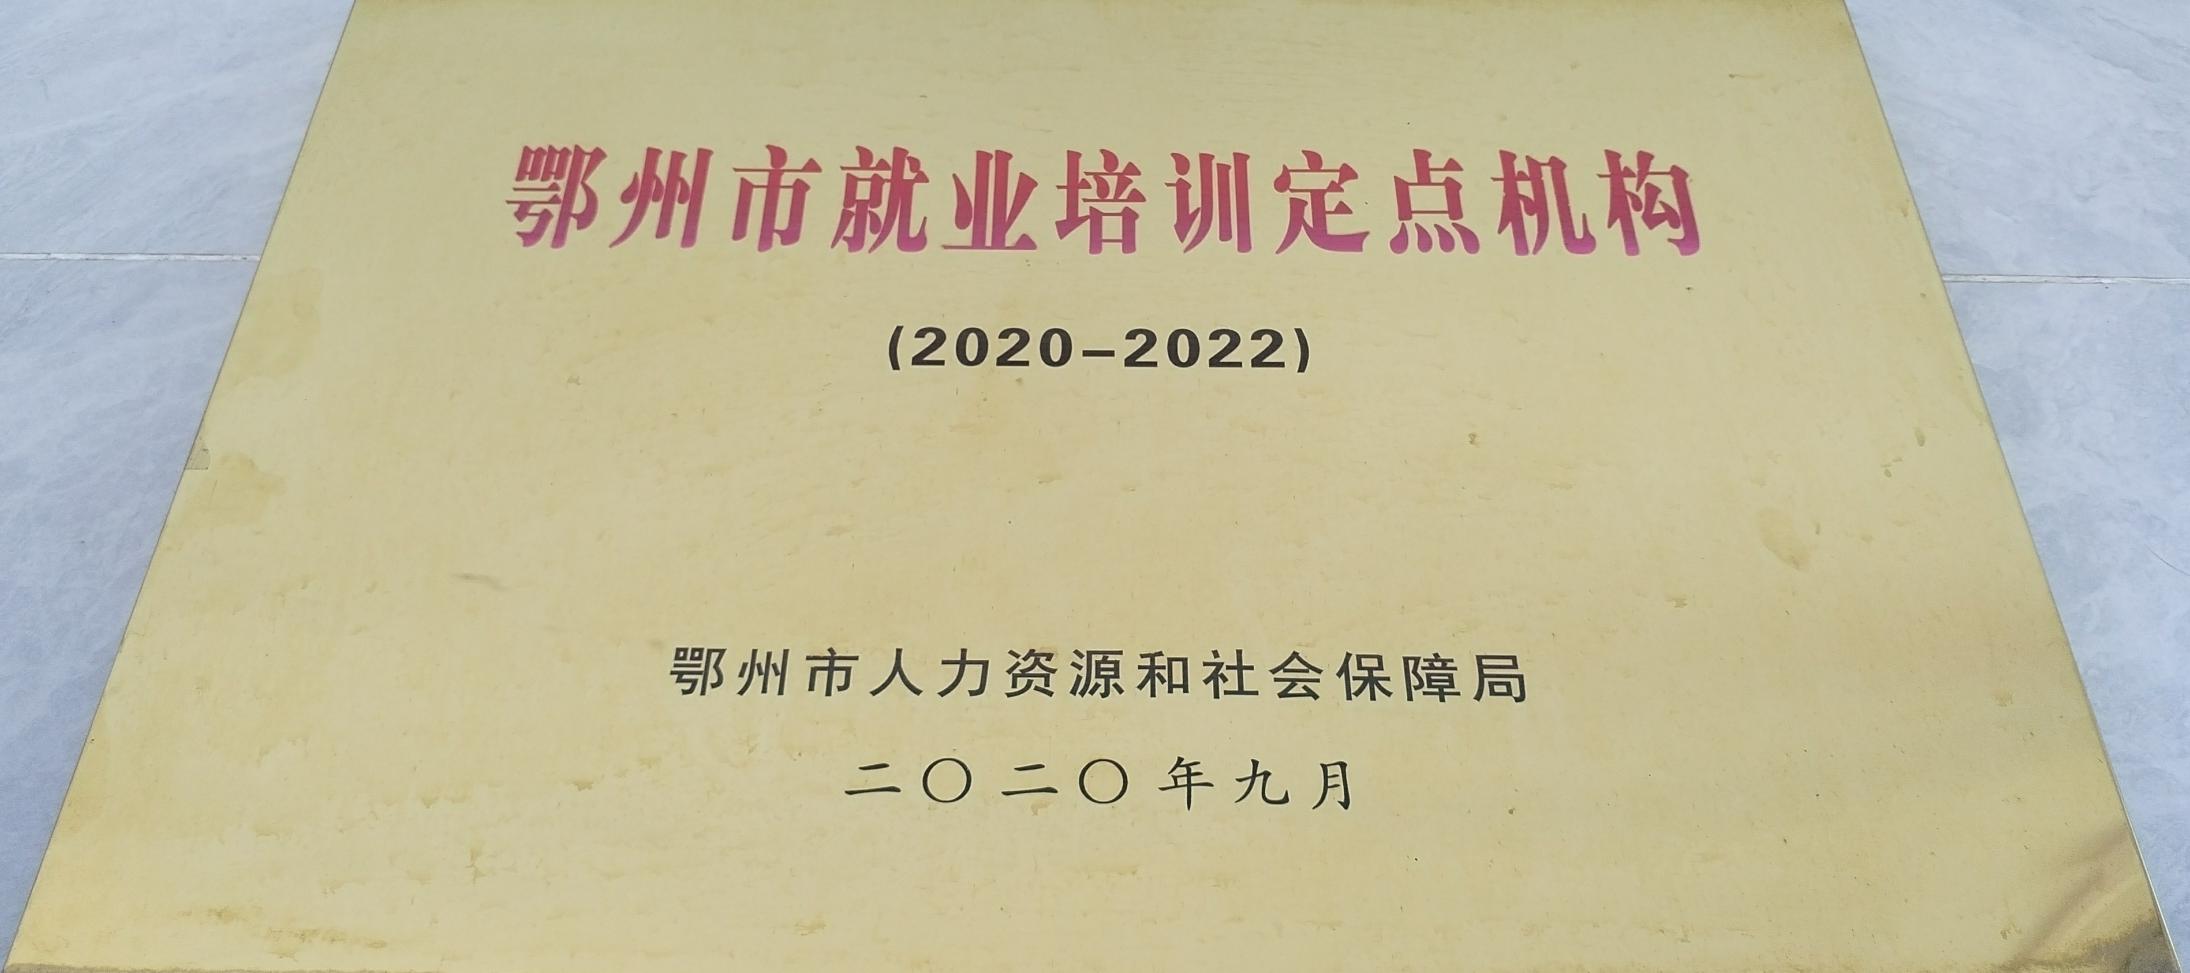 鄂州市就业培训定点机构
(2020-2022)
鄂州市人力资源和社会保障局
二〇二〇年九月